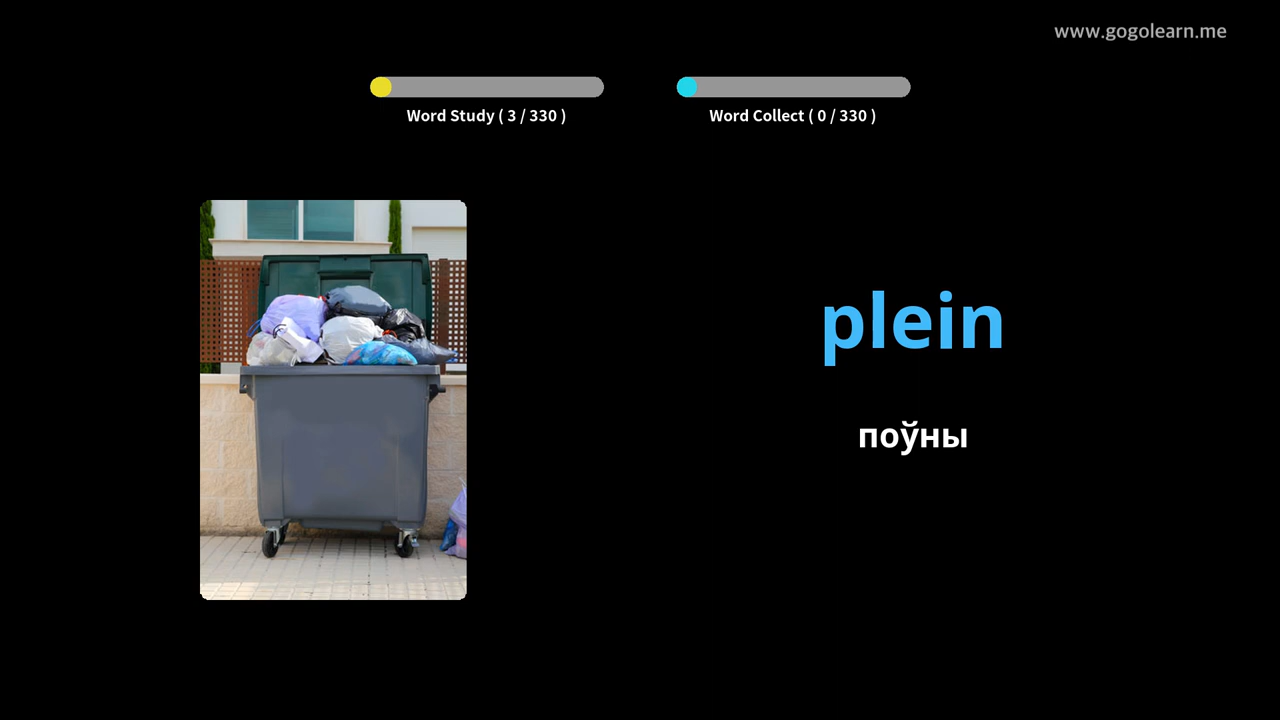 www.gogolearn.me
Word Study ( 3 / 330 )
Word Collect ( 0 / 330 )
plein
поўны